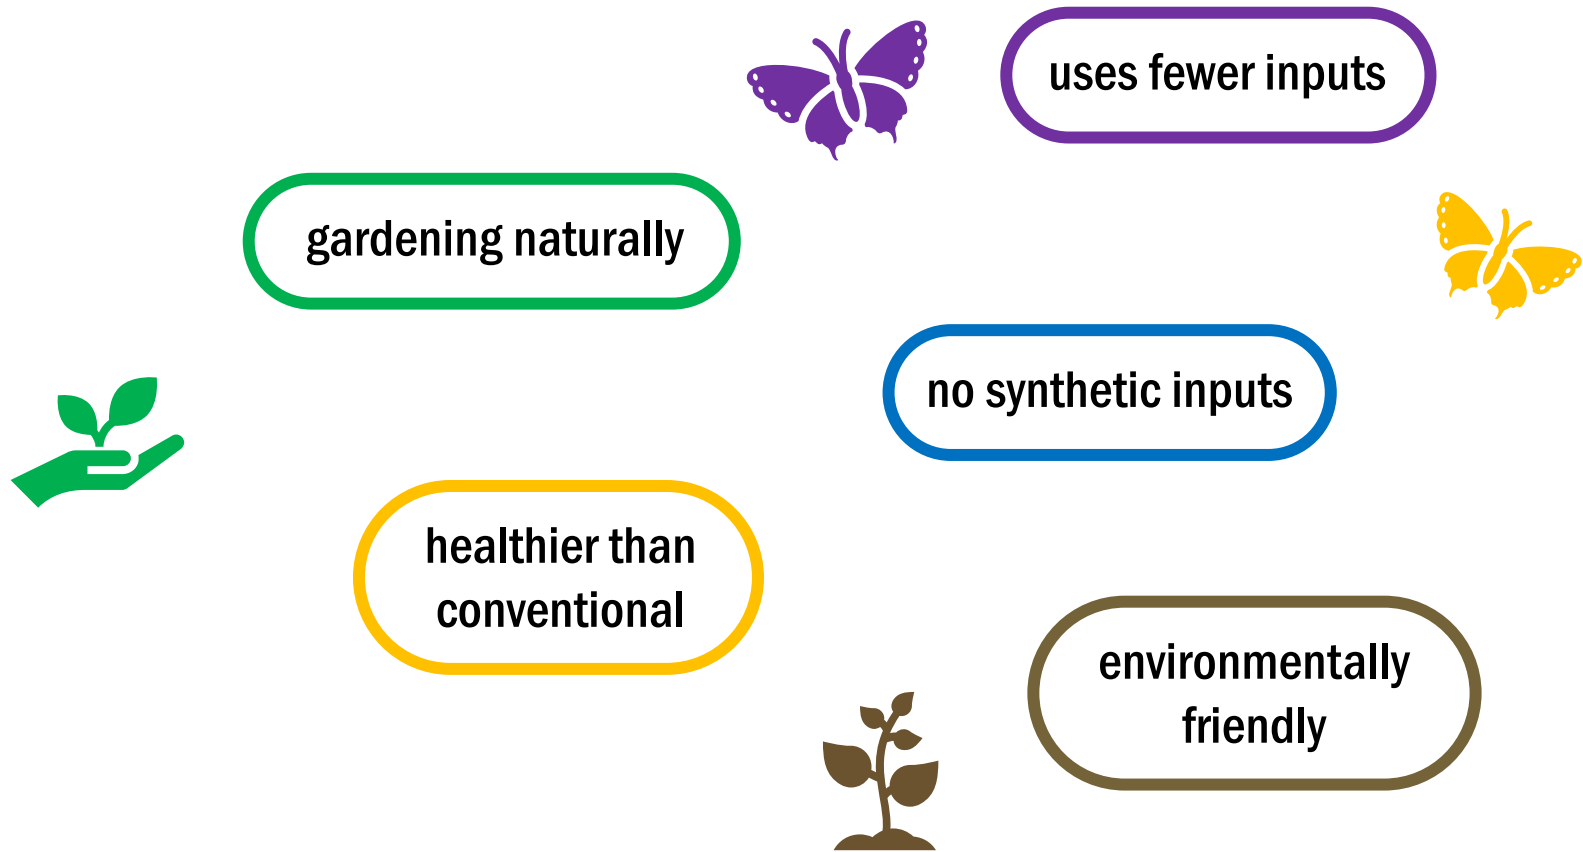 uses fewer inputs
gardening naturally
no synthetic inputs
healthier than
conventional
environmentally
friendly